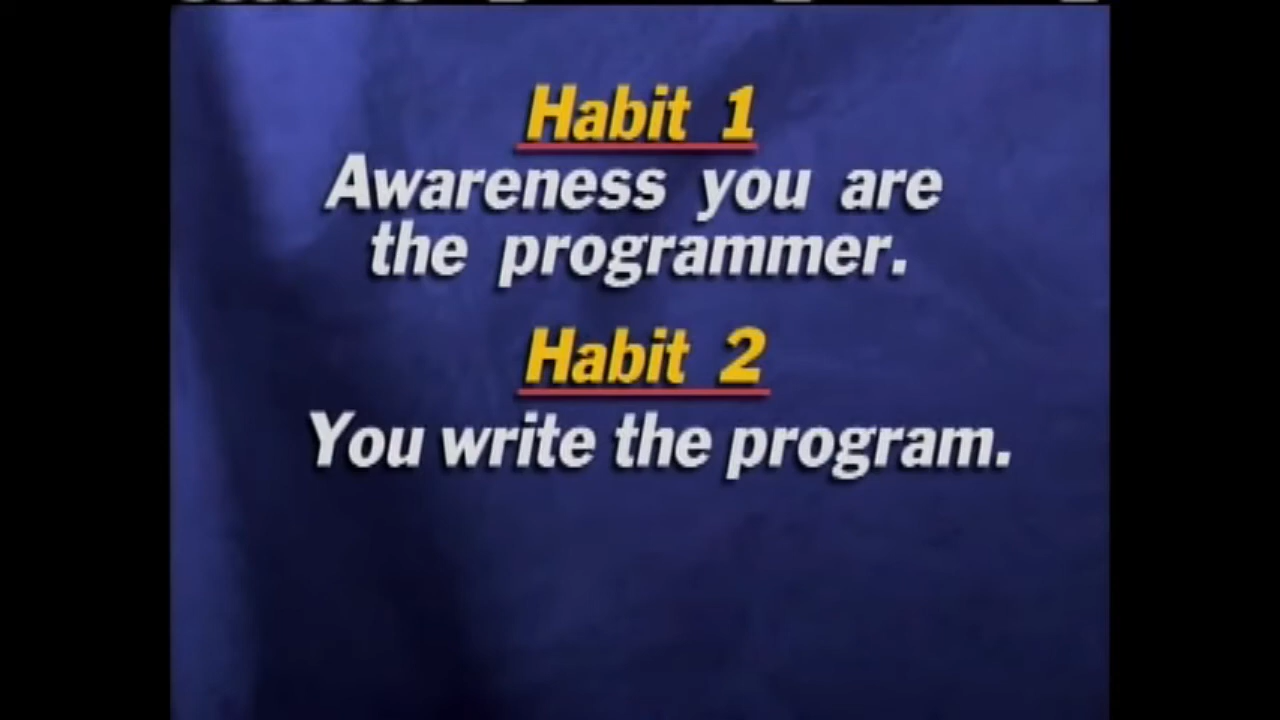 Habit 1
Awareness you are
the programmer.
Habit 2
You write the program.